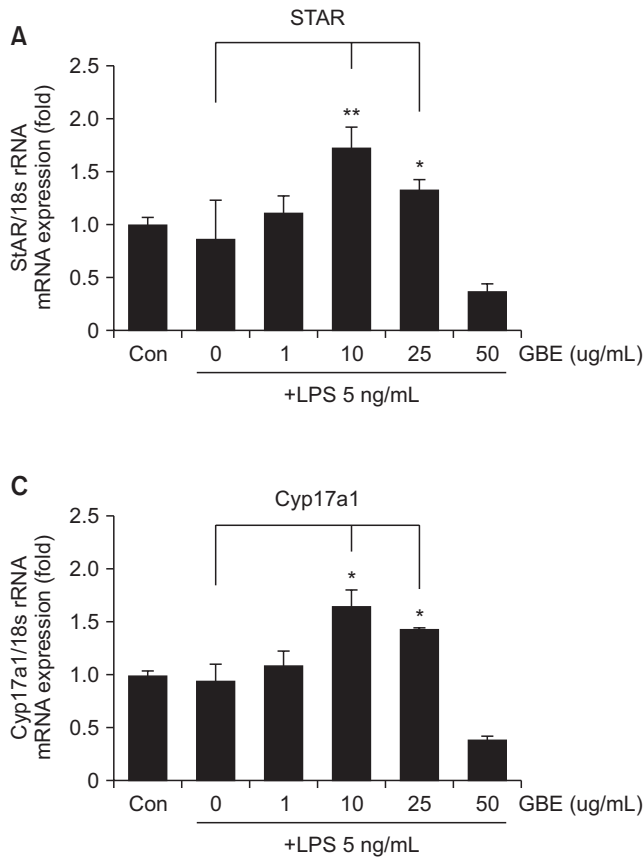 A
STAR
StAR/18s rRNA
mRNA expression (fold)
2.5
2.0
1.5
1.0
0.5
0
**
*
Con 0 1 10 25 50 GBE (ug/mL)
+LPS 5 ng/mL
C
Cyp17a1
Cyp17a1/18s rRNA
mRNA expression (fold)
2.5
2.0
1.5
1.0
0.5
0
*
*
Con 0 1 10 25 50 GBE (ug/mL)
+LPS 5 ng/mL